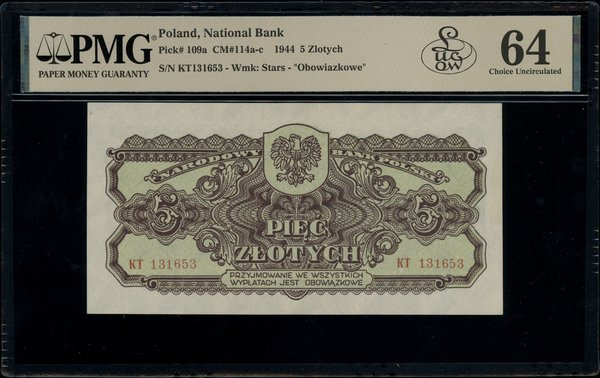 PMG
PAPER MONEY GUARANTY
Poland, National Bank
Pick# 109a CM#114a-c 1944 5 Zlotych
S/N KT131653 - Wmk: Stars - "Obowiazkowe"
Lucow
64
Choice Uncirculated
NARODOWY BANK POLSKI
5
5
PIĘĆ
ZŁOTYCH
KT 131653
KT 131653
PRZYJMOWANIE WE WSZYSTKICH
WYPŁATACH JEST OBOWIĄZKOWE